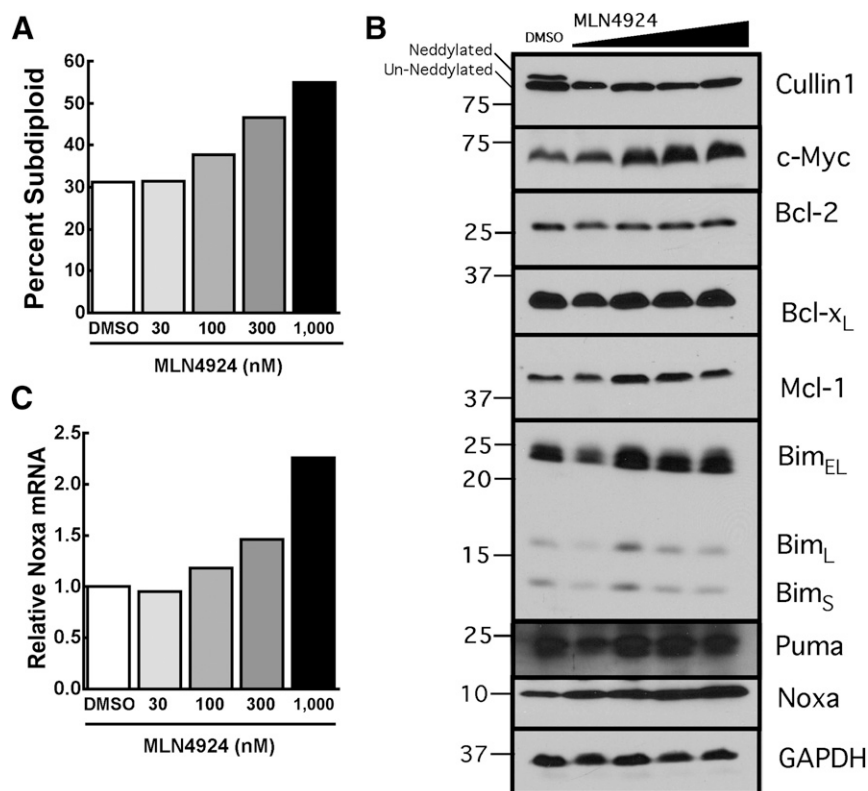 A
Percent Subdiploid
60
50
40
30
20
10
0
DMSO 30 100 300 1,000
MLN4924 (nM)
C
Relative Noxa mRNA
2.5
2.0
1.5
1.0
0.5
0.0
DMSO 30 100 300 1,000
MLN4924 (nM)
B
MLN4924
DMSO
Neddylated
Un-Neddylated
75
Cullin1
75
c-Myc
25
Bcl-2
37
Bcl-xL
37
Mcl-1
25
20
15
BimEL
BimL
BimS
25
Puma
10
Noxa
37
GAPDH